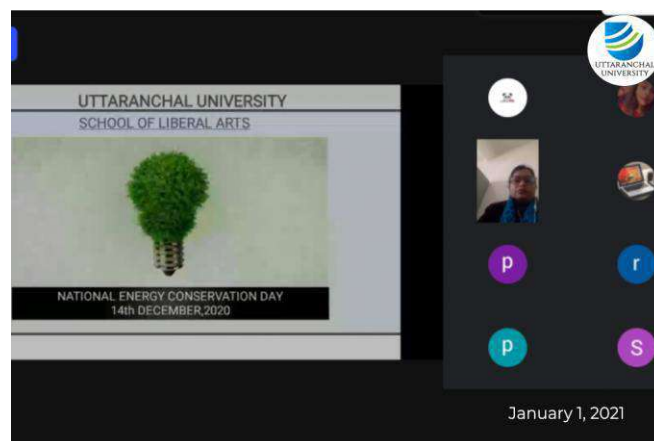 UTTARANCHAL
UNIVERSITY
UTTARANCHAL UNIVERSITY
SCHOOL OF LIBERAL ARTS
NATIONAL ENERGY CONSERVATION DAY
14th DECEMBER,2020
p
r
p
S
January 1, 2021